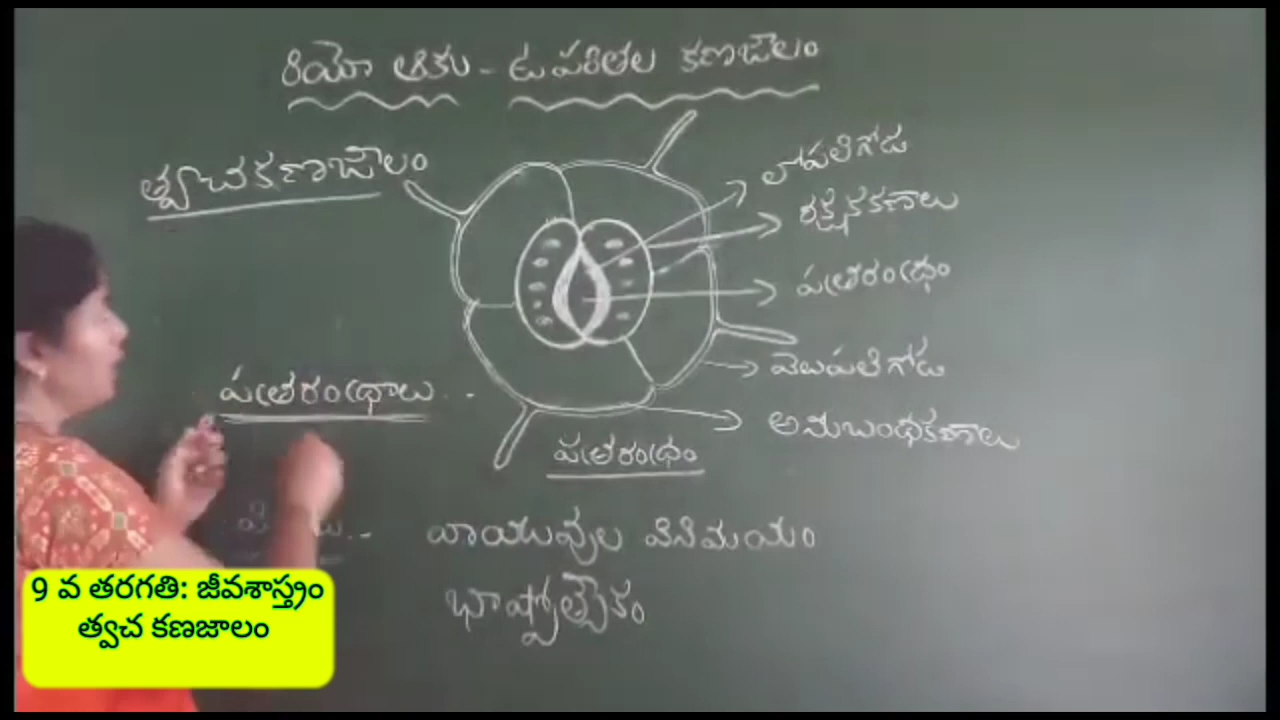 రియో ఆకు - ఉపరితల కణజాలం
త్వచకణజాలం
లోపలిగోడ
రక్షకకణాలు
పత్రరంధ్రం
వెలుపలిగోడు
అనుబంధకణాలు
పత్రరంధ్రాలు . . -
పత్రరంధ్రం
వాయువుల వినిమయం
భాష్పోత్సేకం
9 వ తరగతి: జీవశాస్త్రం
త్వచ కణజాలం